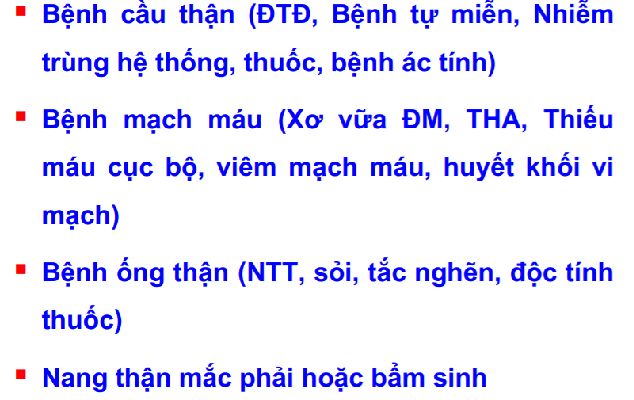 ▪ Bệnh cầu thận (ĐTĐ, Bệnh tự miễn, Nhiễm
trùng hệ thống, thuốc, bệnh ác tính)
▪ Bệnh mạch máu (Xơ vữa ĐM, THA, Thiếu
máu cục bộ, viêm mạch máu, huyết khối vi
mạch)
▪ Bệnh ống thận (NTT, sỏi, tắc nghẽn, độc tính
thuốc)
▪ Nang thận mắc phải hoặc bẩm sinh